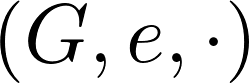 (G, e, ·)